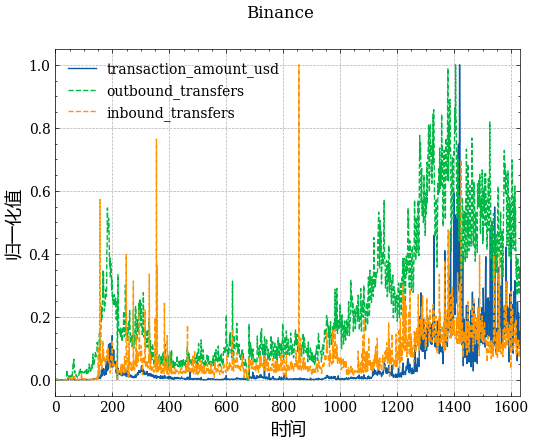 Binance
transaction_amount_usd
outbound_transfers
inbound_transfers
归一化值
1.0
0.8
0.6
0.4
0.2
0.0
0 200 400 600 800 1000 1200 1400 1600
时间